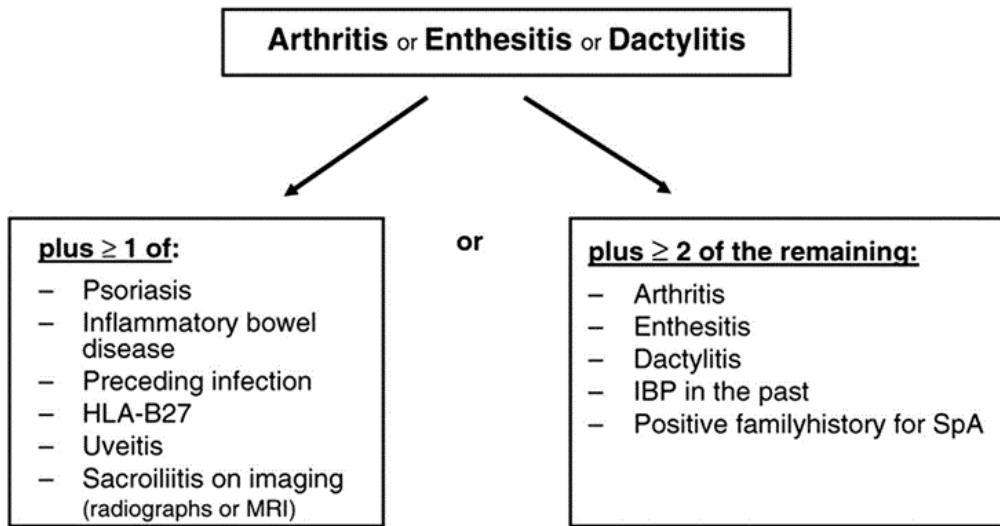 Arthritis or Enthesitis or Dactylitis
plus ≥ 1 of:
– Psoriasis
– Inflammatory bowel
disease
– Preceding infection
– HLA-B27
– Uveitis
– Sacroiliitis on imaging
(radiographs or MRI)
or
plus ≥ 2 of the remaining:
– Arthritis
– Enthesitis
– Dactylitis
– IBP in the past
– Positive familyhistory for SpA